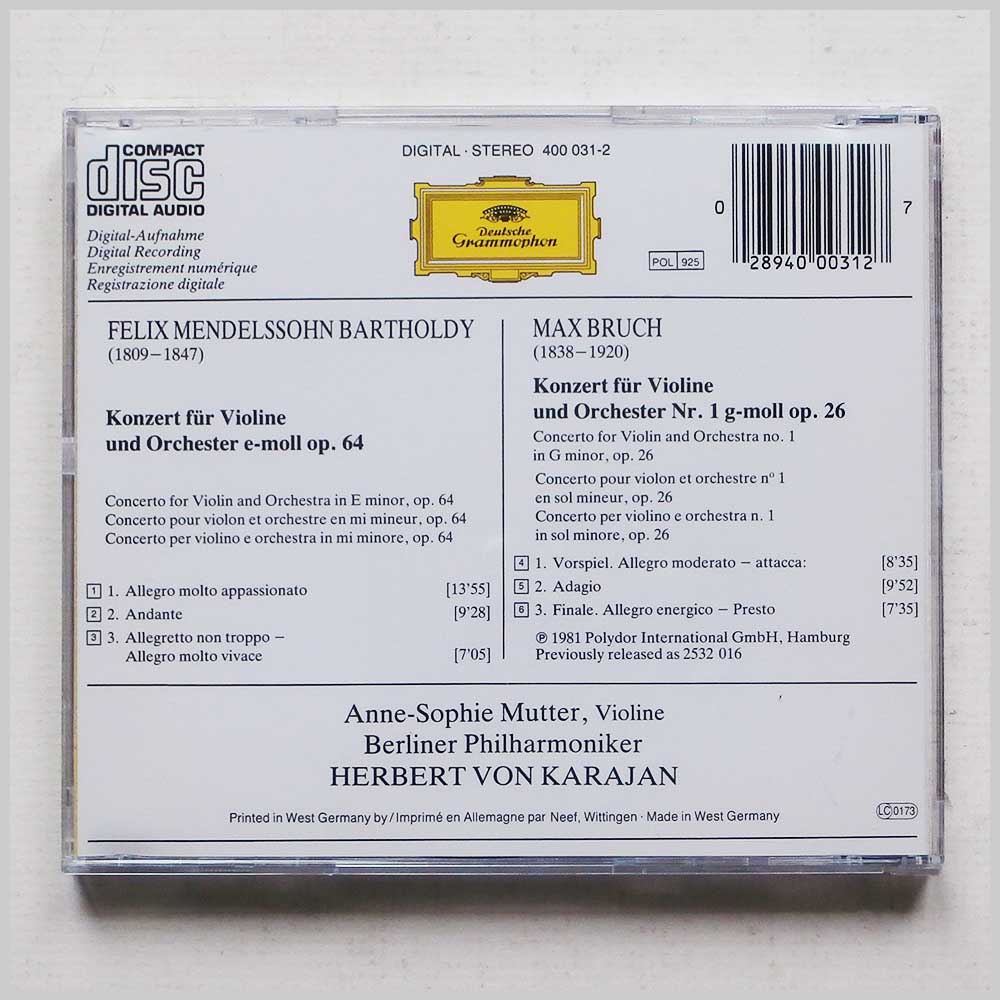 COMPACT
disc
DIGITAL AUDIO
Digital-Aufnahme
Digital Recording
Enregistrement numérique
Registrazione digitale
DIGITAL · STEREO 400 031-2
Deutsche
Grammophon
POL 925
0 28940 00312 7
FELIX MENDELSSOHN BARTHOLDY
(1809–1847)
Konzert für Violine
und Orchester e-moll op. 64
Concerto for Violin and Orchestra in E minor, op. 64
Concerto pour violon et orchestre en mi mineur, op. 64
Concerto per violino e orchestra in mi minore, op. 64
1 1. Allegro molto appassionato [13'55]
2 2. Andante [9'28]
3 3. Allegretto non troppo –
Allegro molto vivace [7'05]
MAX BRUCH
(1838–1920)
Konzert für Violine
und Orchester Nr. 1 g-moll op. 26
Concerto for Violin and Orchestra no. 1
in G minor, op. 26
Concerto pour violon et orchestre nº 1
en sol mineur, op. 26
Concerto per violino e orchestra n. 1
in sol minore, op. 26
4 1. Vorspiel. Allegro moderato – attacca: [8'35]
5 2. Adagio [9'52]
6 3. Finale. Allegro energico – Presto [7'35]
℗ 1981 Polydor International GmbH, Hamburg
Previously released as 2532 016
Anne-Sophie Mutter, Violine
Berliner Philharmoniker
HERBERT VON KARAJAN
Printed in West Germany by/Imprimé en Allemagne par Neef, Wittingen · Made in West Germany
LC 0173